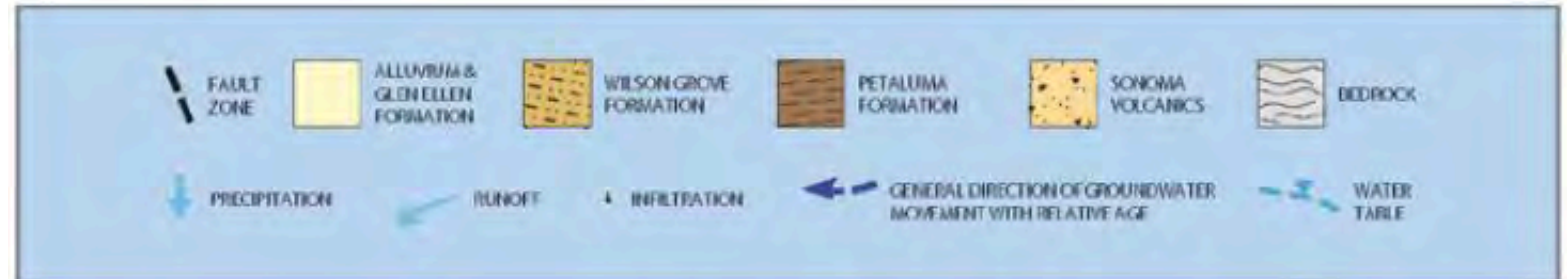 FAULT
ZONE
ALLUVIUM &
GLEN ELLEN
FORMATION
WILSON GROVE
FORMATION
PETALUMA
FORMATION
SONOMA
VOLCANICS
BEDROCK
PRECIPITATION
RUNOFF
INFILTRATION
GENERAL DIRECTION OF GROUNDWATER
MOVEMENT WITH RELATIVE AGE
WATER
TABLE